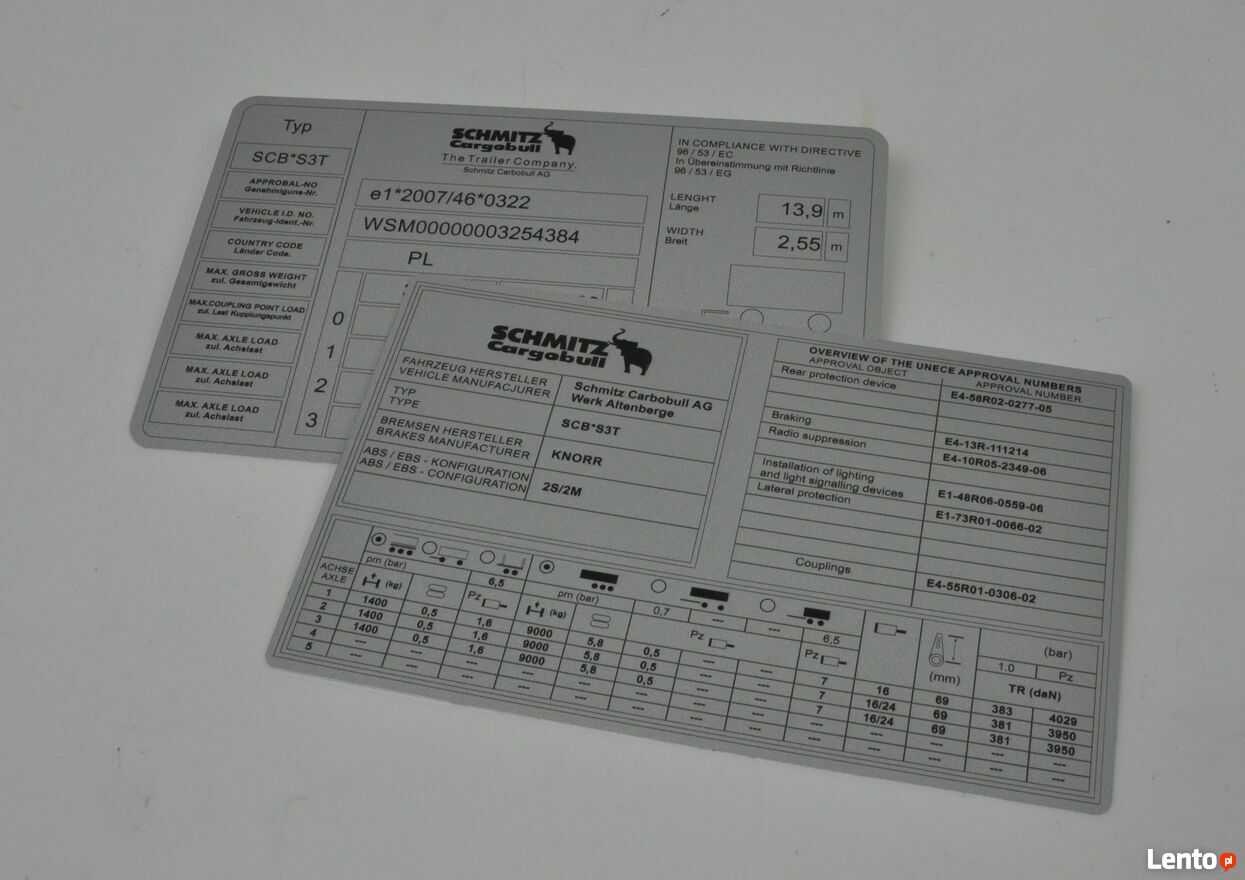 Typ
SCHMITZ
Cargobull
The Trailer Company.
Schmitz Carbobull AG
SCB*S3T
APPROBAL-NO
Genehmiguns-Nr.
e1*2007/46*0322
VEHICLE I.D. NO.
Fahrzeug-Ident.-Nr.
WSM00000003254384
COUNTRY CODE
Länder Code.
PL
MAX. GROSS WEIGHT
zul. Gesamtgewicht
MAX.COUPLING POINT LOAD
zul. Last Kupplungspunkt
0
MAX. AXLE LOAD
zul. Achslast
1
MAX. AXLE LOAD
zul. Achslast
2
MAX. AXLE LOAD
zul. Achslast
3
IN COMPLIANCE WITH DIRECTIVE
96 / 53 / EC
In Übereinstimmung mit Richtlinie
96 / 53 / EG
LENGHT
Länge
13,9 m
WIDTH
Breit
2,55 m
SCHMITZ
Cargobull
FAHRZEUG HERSTELLER
VEHICLE MANUFACJURER
Schmitz Carbobull AG
Werk Altenberge
TYP
TYPE
SCB*S3T
BREMSEN HERSTELLER
BRAKES MANUFACTURER
KNORR
ABS / EBS - KONFIGURATION
ABS / EBS - CONFIGURATION
2S/2M
OVERVIEW OF THE UNECE APPROVAL NUMBERS
APPROVAL OBJECT APPROVAL NUMBER
Rear protection device E4-58R02-0277-05
Braking E4-13R-111214
Radio suppression E4-10R05-2349-06
Installation of lighting
and light signalling devices E1-48R06-0559-06
Lateral protection E1-73R01-0066-02
Couplings E4-55R01-0306-02
ACHSE
AXLE
pm (bar) 6,5 pm (bar) 0,7 --- --- 6,5 (bar)
(kg) Pz (kg) Pz Pz (mm) 1.0 Pz
TR (daN)
1 1400 0,5 1,6 9000 5,8 0,5 --- --- 7 16 69 383 4029
2 1400 0,5 1,6 9000 5,8 0,5 --- --- 7 16/24 69 381 3950
3 1400 0,5 1,6 9000 5,8 0,5 --- --- 7 16/24 69 381 3950
4 --- --- --- --- --- --- --- --- --- --- --- --- ---
5 --- --- --- --- --- --- --- --- --- --- --- --- ---
Lento.pl